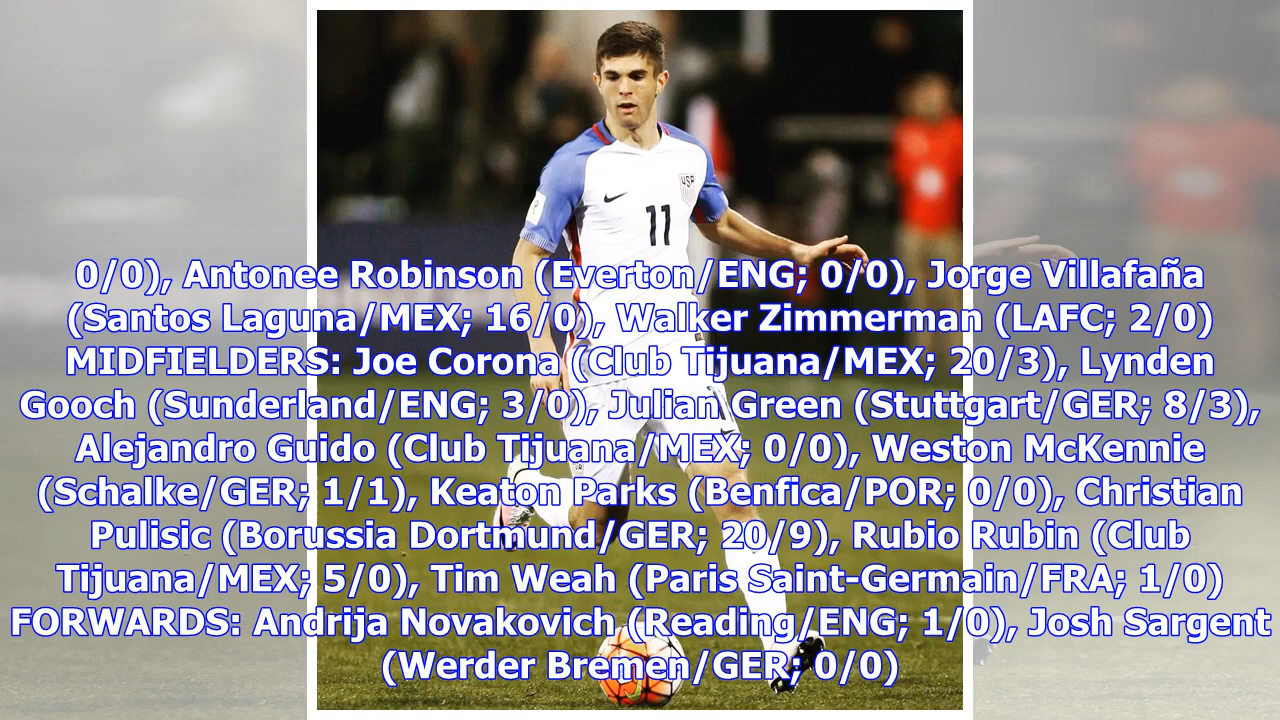 USA
11
0/0), Antonee Robinson (Everton/ENG; 0/0), Jorge Villafaña
(Santos Laguna/MEX; 16/0), Walker Zimmerman (LAFC; 2/0)
MIDFIELDERS: Joe Corona (Club Tijuana/MEX; 20/3), Lynden
Gooch (Sunderland/ENG; 3/0), Julian Green (Stuttgart/GER; 8/3),
Alejandro Guido (Club Tijuana/MEX; 0/0), Weston McKennie
(Schalke/GER; 1/1), Keaton Parks (Benfica/POR; 0/0), Christian
Pulisic (Borussia Dortmund/GER; 20/9), Rubio Rubin (Club
Tijuana/MEX; 5/0), Tim Weah (Paris Saint-Germain/FRA; 1/0)
FORWARDS: Andrija Novakovich (Reading/ENG; 1/0), Josh Sargent
(Werder Bremen/GER; 0/0)